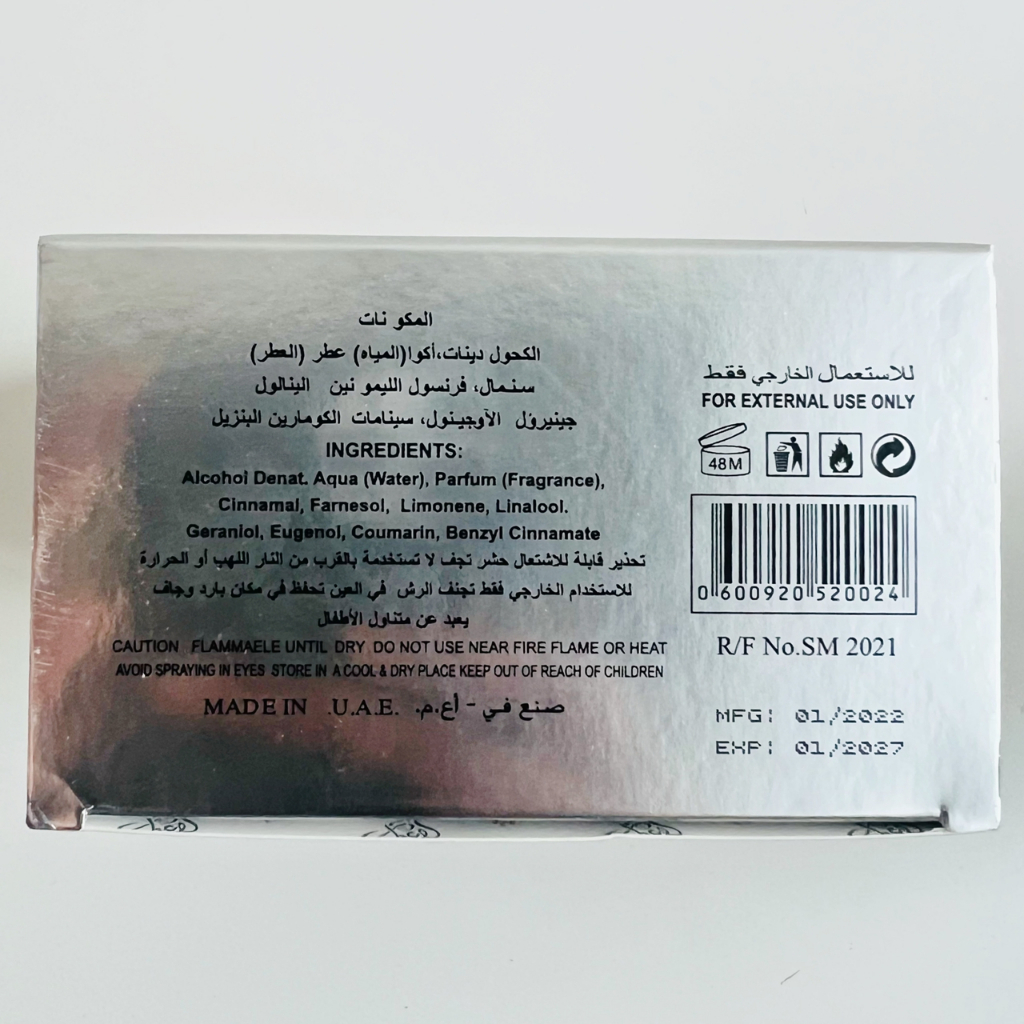 المكو نات
الكحول دينات،أكوا(المياه) عطر (العطر)
سنمال، فرنسول الليمو نين الينالول
جينيرؤل الآوجينول، سينامات الكومارين البنزيل
INGREDIENTS:
Alcohol Denat. Aqua (Water), Parfum (Fragrance),
Cinnamal, Farnesol, Limonene, Linalool.
Geraniol, Eugenol, Coumarin, Benzyl Cinnamate
تحذير قابلة للاشتعال حشر تجف لا تستخدمة بالقرب من النار اللهب أو الحرارة
للاستخدام الخارجي فقط تجنف الرش في العين تحفظ في مكان بارد وجاف
يعبد عن متناول الأطفال
CAUTION FLAMMAELE UNTIL DRY DO NOT USE NEAR FIRE FLAME OR HEAT
AVOID SPRAYING IN EYES STORE IN A COOL & DRY PLACE KEEP OUT OF REACH OF CHILDREN
MADE IN .U.A.E. صنع في - أ.ع.م.
للاستعمال الخارجي فقط
FOR EXTERNAL USE ONLY
48M
0 600920 520024
R/F No.SM 2021
MFG: 01/2022
EXP: 01/2027